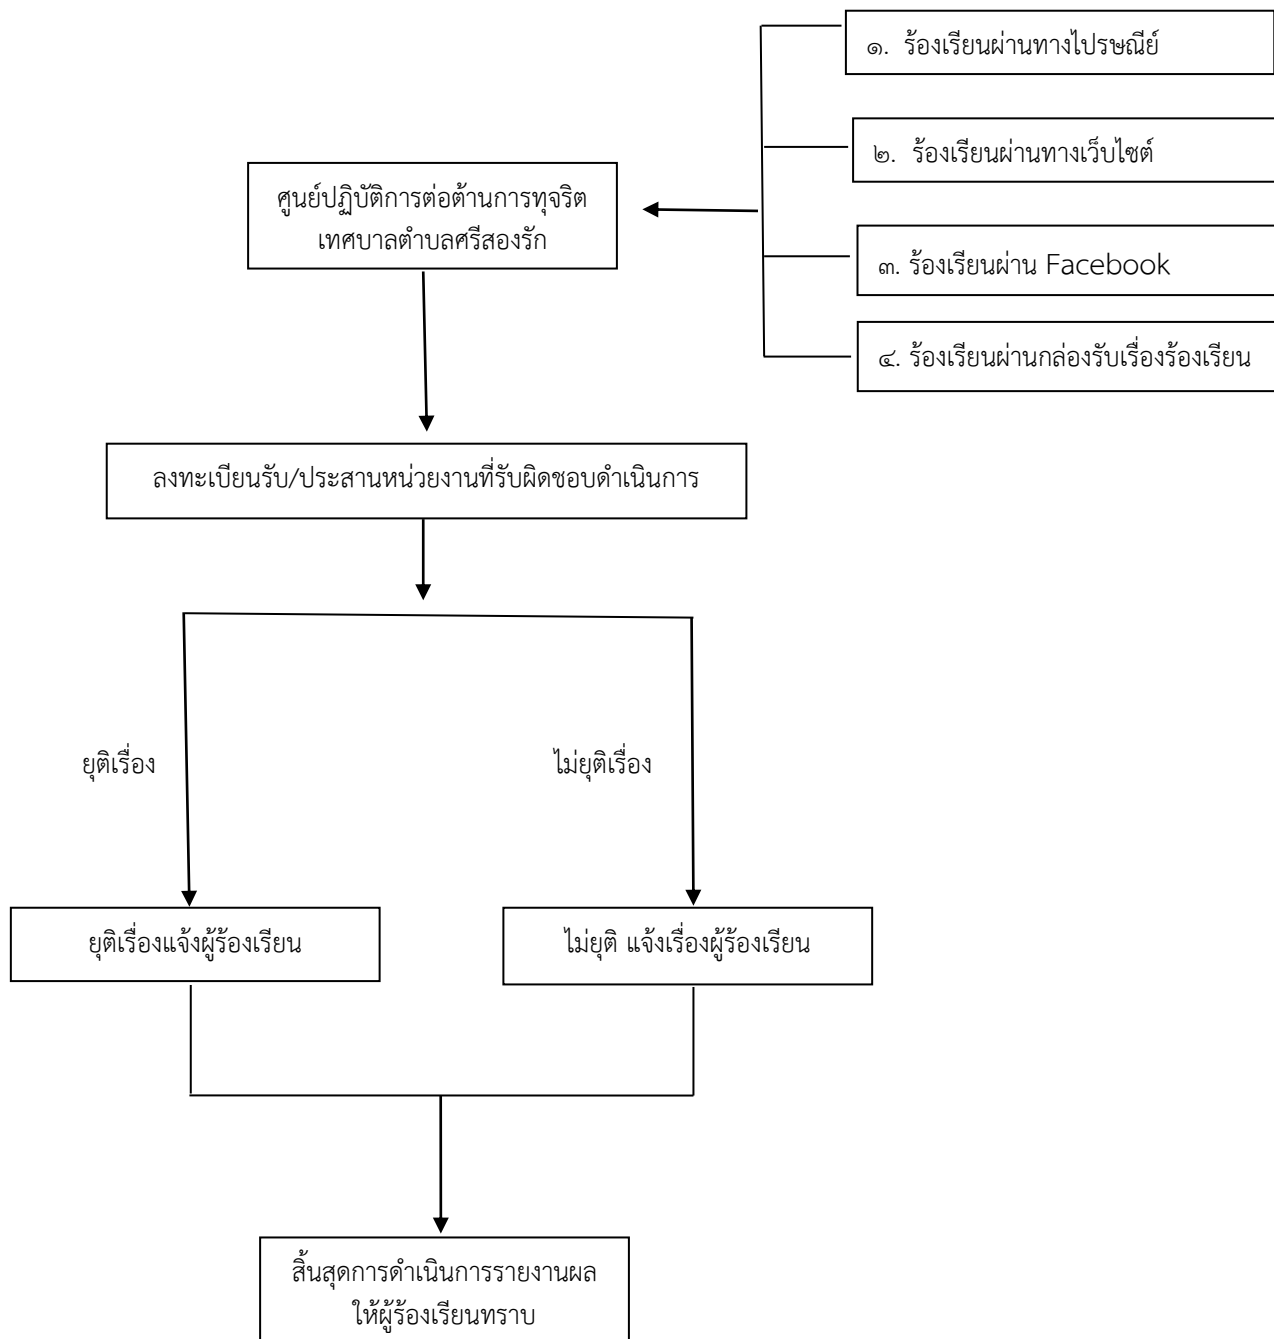 ๑. ร้องเรียนผ่านทางไปรษณีย์
๒. ร้องเรียนผ่านทางเว็บไซต์
ศูนย์ปฏิบัติการต่อต้านการทุจริต
เทศบาลตำบลศรีสองรัก
๓. ร้องเรียนผ่าน Facebook
๔. ร้องเรียนผ่านกล่องรับเรื่องร้องเรียน
ลงทะเบียนรับ/ประสานหน่วยงานที่รับผิดชอบดำเนินการ
ยุติเรื่อง
ไม่ยุติเรื่อง
ยุติเรื่องแจ้งผู้ร้องเรียน
ไม่ยุติ แจ้งเรื่องผู้ร้องเรียน
สิ้นสุดการดำเนินการรายงานผล
ให้ผู้ร้องเรียนทราบ